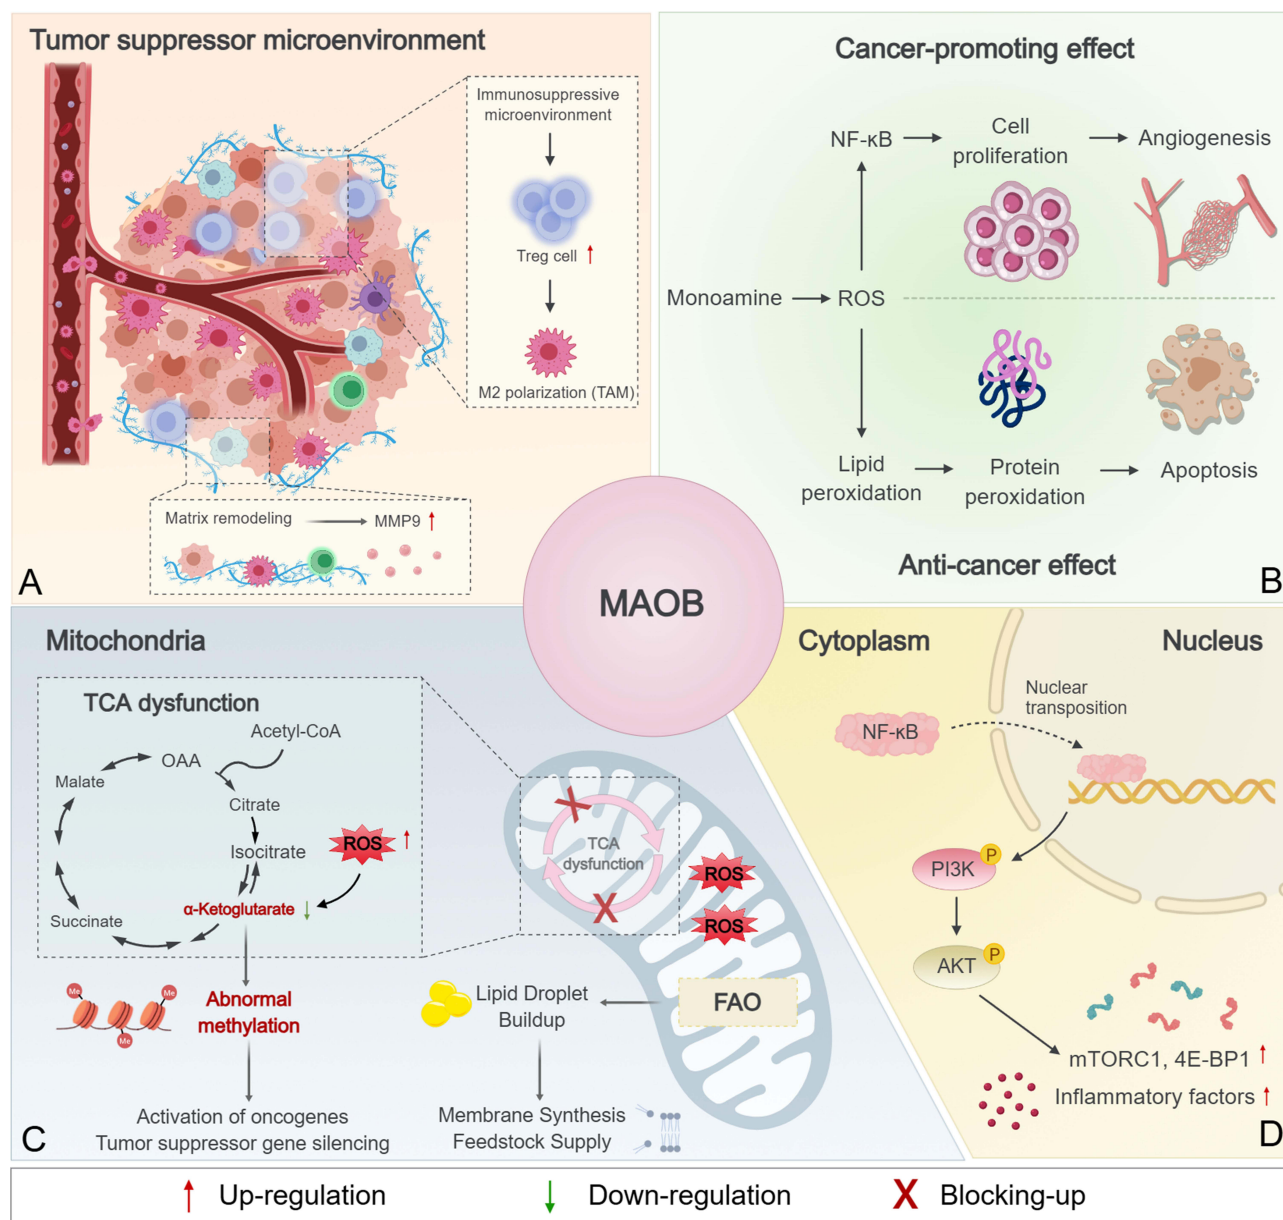 Tumor suppressor microenvironment
Immunosuppressive
microenvironment
Treg cell
M2 polarization (TAM)
Matrix remodeling
MMP9
A
Cancer-promoting effect
NF-κB
Cell
proliferation
Angiogenesis
Monoamine
ROS
Lipid
peroxidation
Protein
peroxidation
Apoptosis
Anti-cancer effect
B
MAOB
Mitochondria
TCA dysfunction
Acetyl-CoA
OAA
Malate
Citrate
Isocitrate
ROS
α-Ketoglutarate
Succinate
TCA
dysfunction
ROS
ROS
Me
Me
Me
Abnormal
methylation
Lipid Droplet
Buildup
FAO
Activation of oncogenes
Tumor suppressor gene silencing
Membrane Synthesis
Feedstock Supply
C
Cytoplasm
Nucleus
Nuclear
transposition
NF-κB
PI3K
P
AKT
P
mTORC1, 4E-BP1
Inflammatory factors
D
Up-regulation
Down-regulation
X Blocking-up